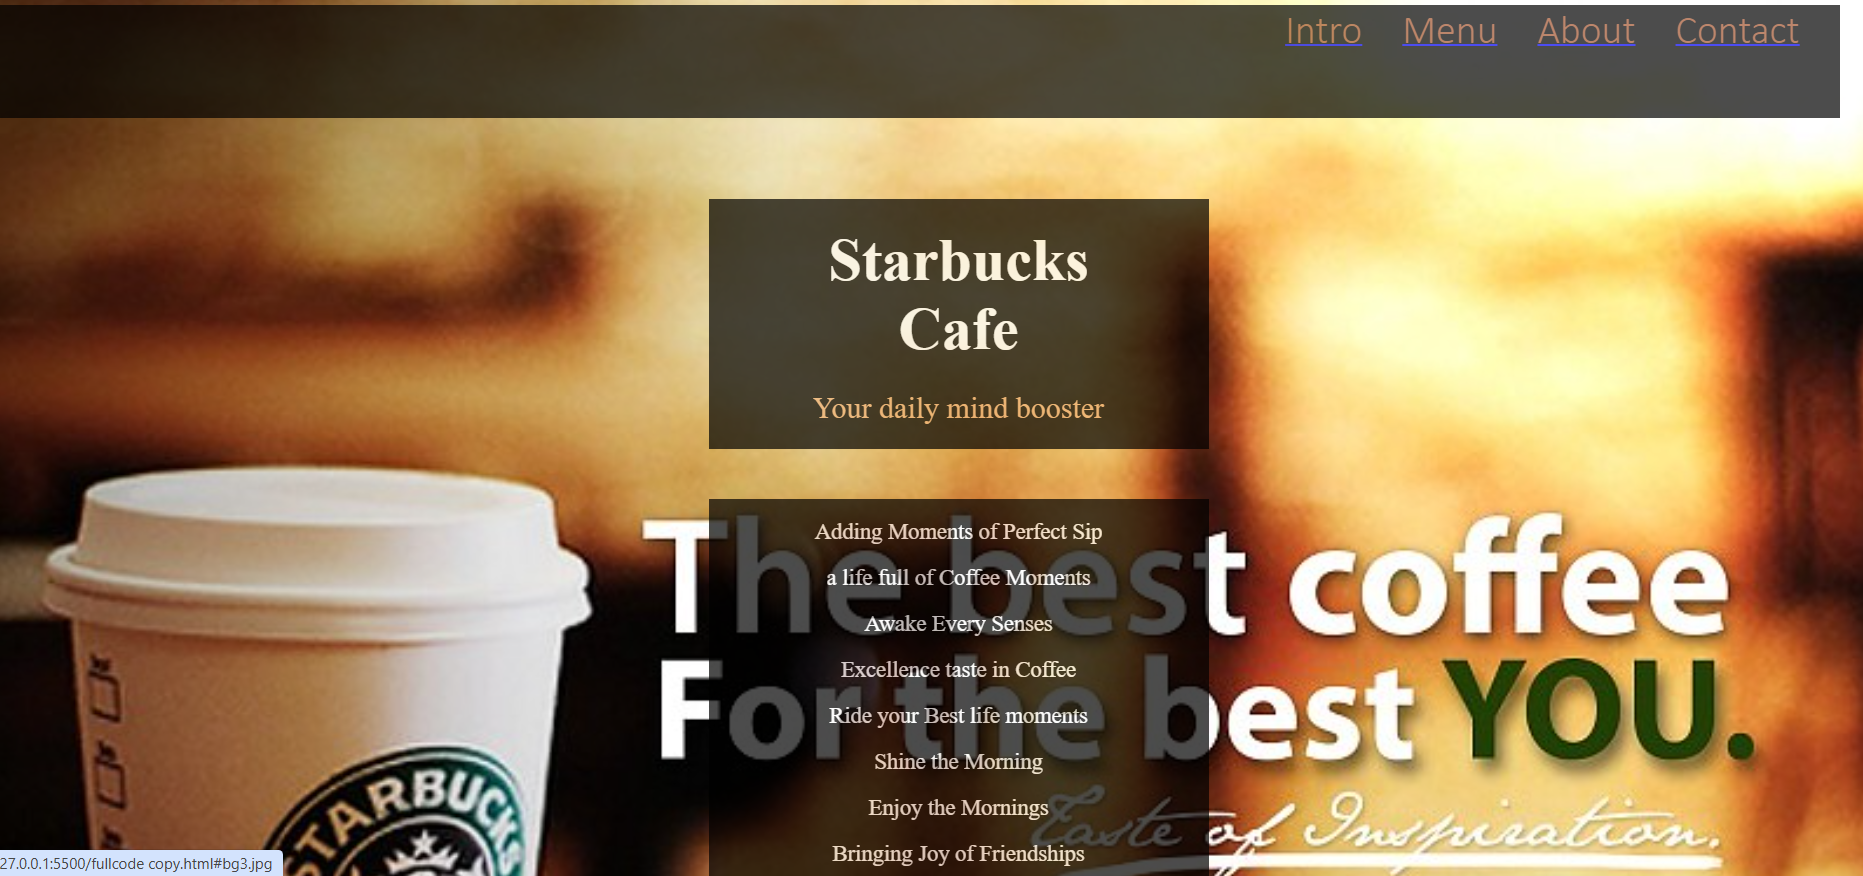 Intro Menu About Contact
Starbucks
Cafe
Your daily mind booster
Adding Moments of Perfect Sip
a life full of Coffee Moments
Awake Every Senses
Excellence taste in Coffee
Ride your Best life moments
Shine the Morning
Enjoy the Mornings
Bringing Joy of Friendships
The best coffee
For the best YOU.
Taste of Inspiration.
STARBUCKS
27.0.0.1:5500/fullcode copy.html#bg3.jpg